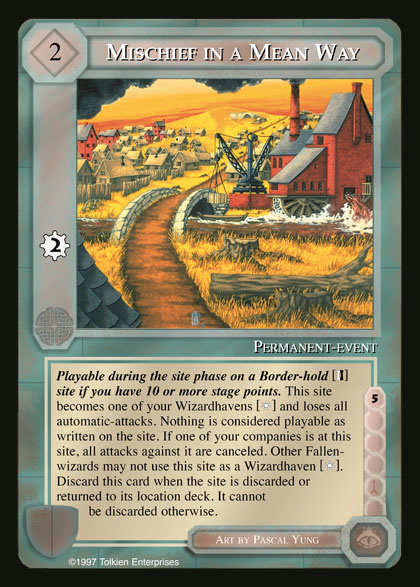 2
MISCHIEF IN A MEAN WAY
2
PERMANENT-EVENT
Playable during the site phase on a Border-hold []
site if you have 10 or more stage points. This site
becomes one of your Wizardhavens [] and loses all
automatic-attacks. Nothing is considered playable as
written on the site. If one of your companies is at this
site, all attacks against it are canceled. Other Fallen-
wizards may not use this site as a Wizardhaven [].
Discard this card when the site is discarded or
returned to its location deck. It cannot
be discarded otherwise.
5
ART BY PASCAL YUNG
©1997 Tolkien Enterprises